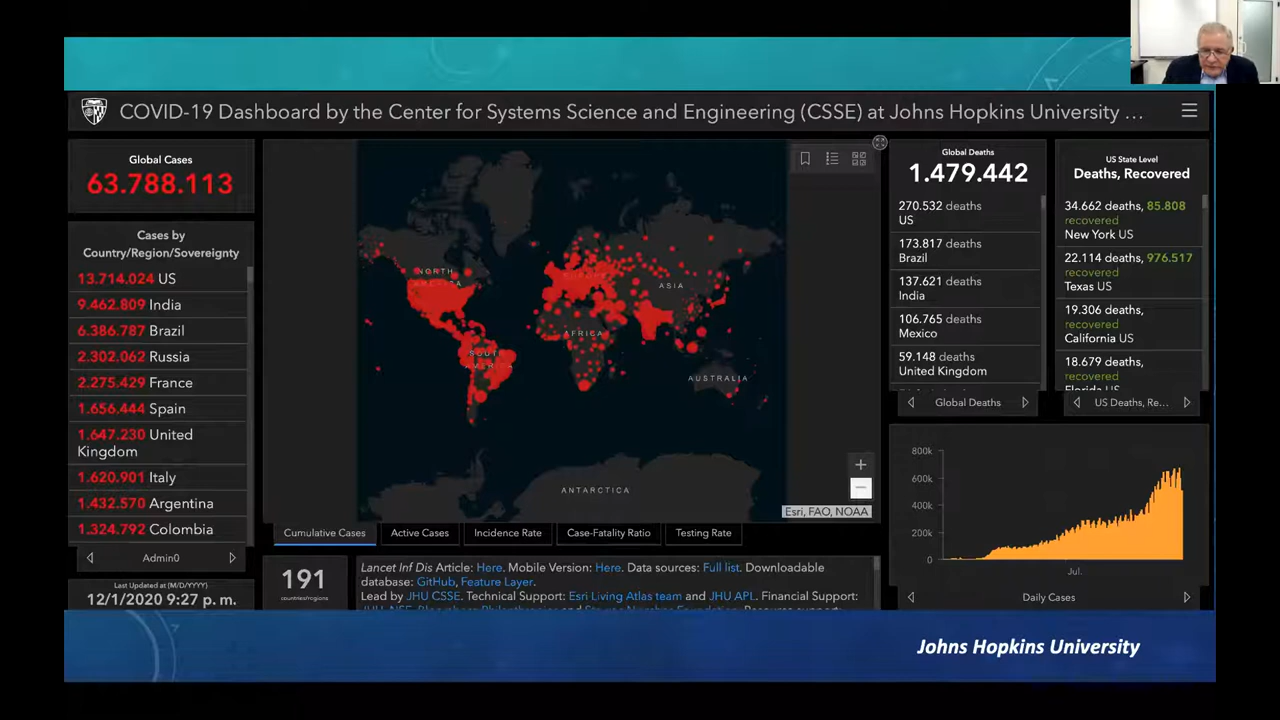 COVID-19 Dashboard by the Center for Systems Science and Engineering (CSSE) at Johns Hopkins University ...
Global Cases
63.788.113
Cases by
Country/Region/Sovereignty
13.714.024 US
9.462.809 India
6.386.787 Brazil
2.302.062 Russia
2.275.429 France
1.656.444 Spain
1.647.230 United
Kingdom
1.620.901 Italy
1.432.570 Argentina
1.324.792 Colombia
Admin0
Last Updated at (M/D/YYYY)
12/1/2020 9:27 p. m.
NORTH
AMERICA
EUROPE
ASIA
AFRICA
SOUTH
AMERICA
AUSTRALIA
ANTARCTICA
Esri, FAO, NOAA
Cumulative Cases
Active Cases
Incidence Rate
Case-Fatality Ratio
Testing Rate
191
countries/regions
Lancet Inf Dis Article: Here. Mobile Version: Here. Data sources: Full list. Downloadable
database: GitHub, Feature Layer.
Lead by JHU CSSE. Technical Support: Esri Living Atlas team and JHU APL. Financial Support:
Global Deaths
1.479.442
270.532 deaths
US
173.817 deaths
Brazil
137.621 deaths
India
106.765 deaths
Mexico
59.148 deaths
United Kingdom
Global Deaths
US State Level
Deaths, Recovered
34.662 deaths, 85.808
recovered
New York US
22.114 deaths, 976.517
recovered
Texas US
19.306 deaths,
recovered
California US
18.679 deaths,
recovered
Florida US
US Deaths, Re...
800k
600k
400k
200k
0
Jul.
Daily Cases
Johns Hopkins University